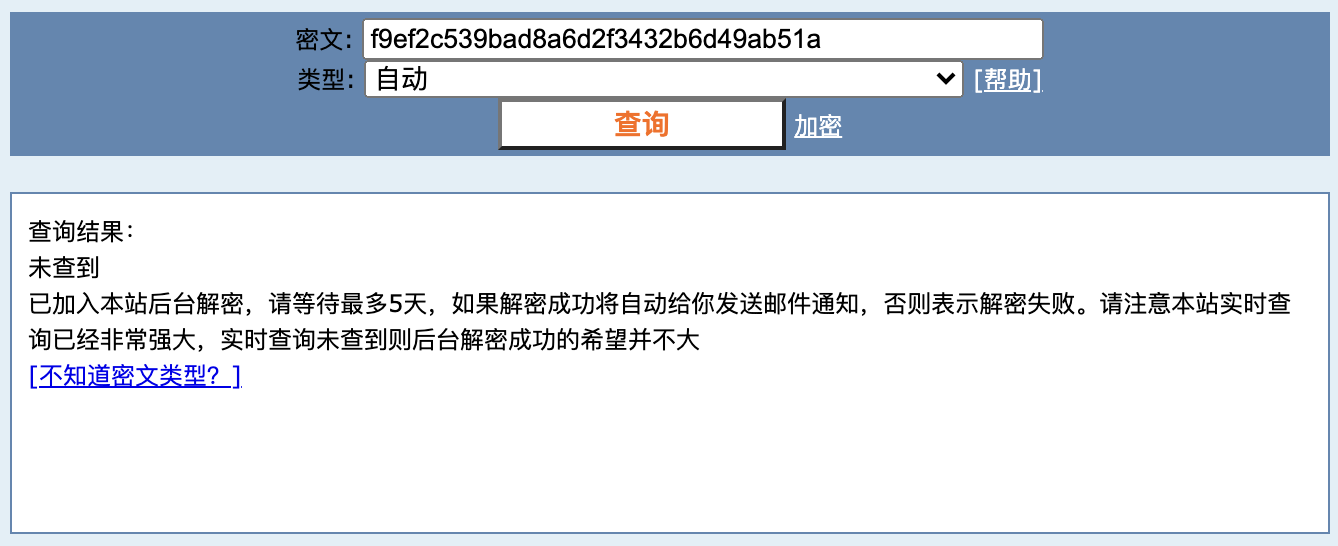 密文: f9ef2c539bad8a6d2f3432b6d49ab51a
类型: 自动 [帮助]
查询 加密
查询结果:
未查到
已加入本站后台解密，请等待最多5天，如果解密成功将自动给你发送邮件通知，否则表示解密失败。请注意本站实时查
询已经非常强大，实时查询未查到则后台解密成功的希望并不大
[不知道密文类型？]